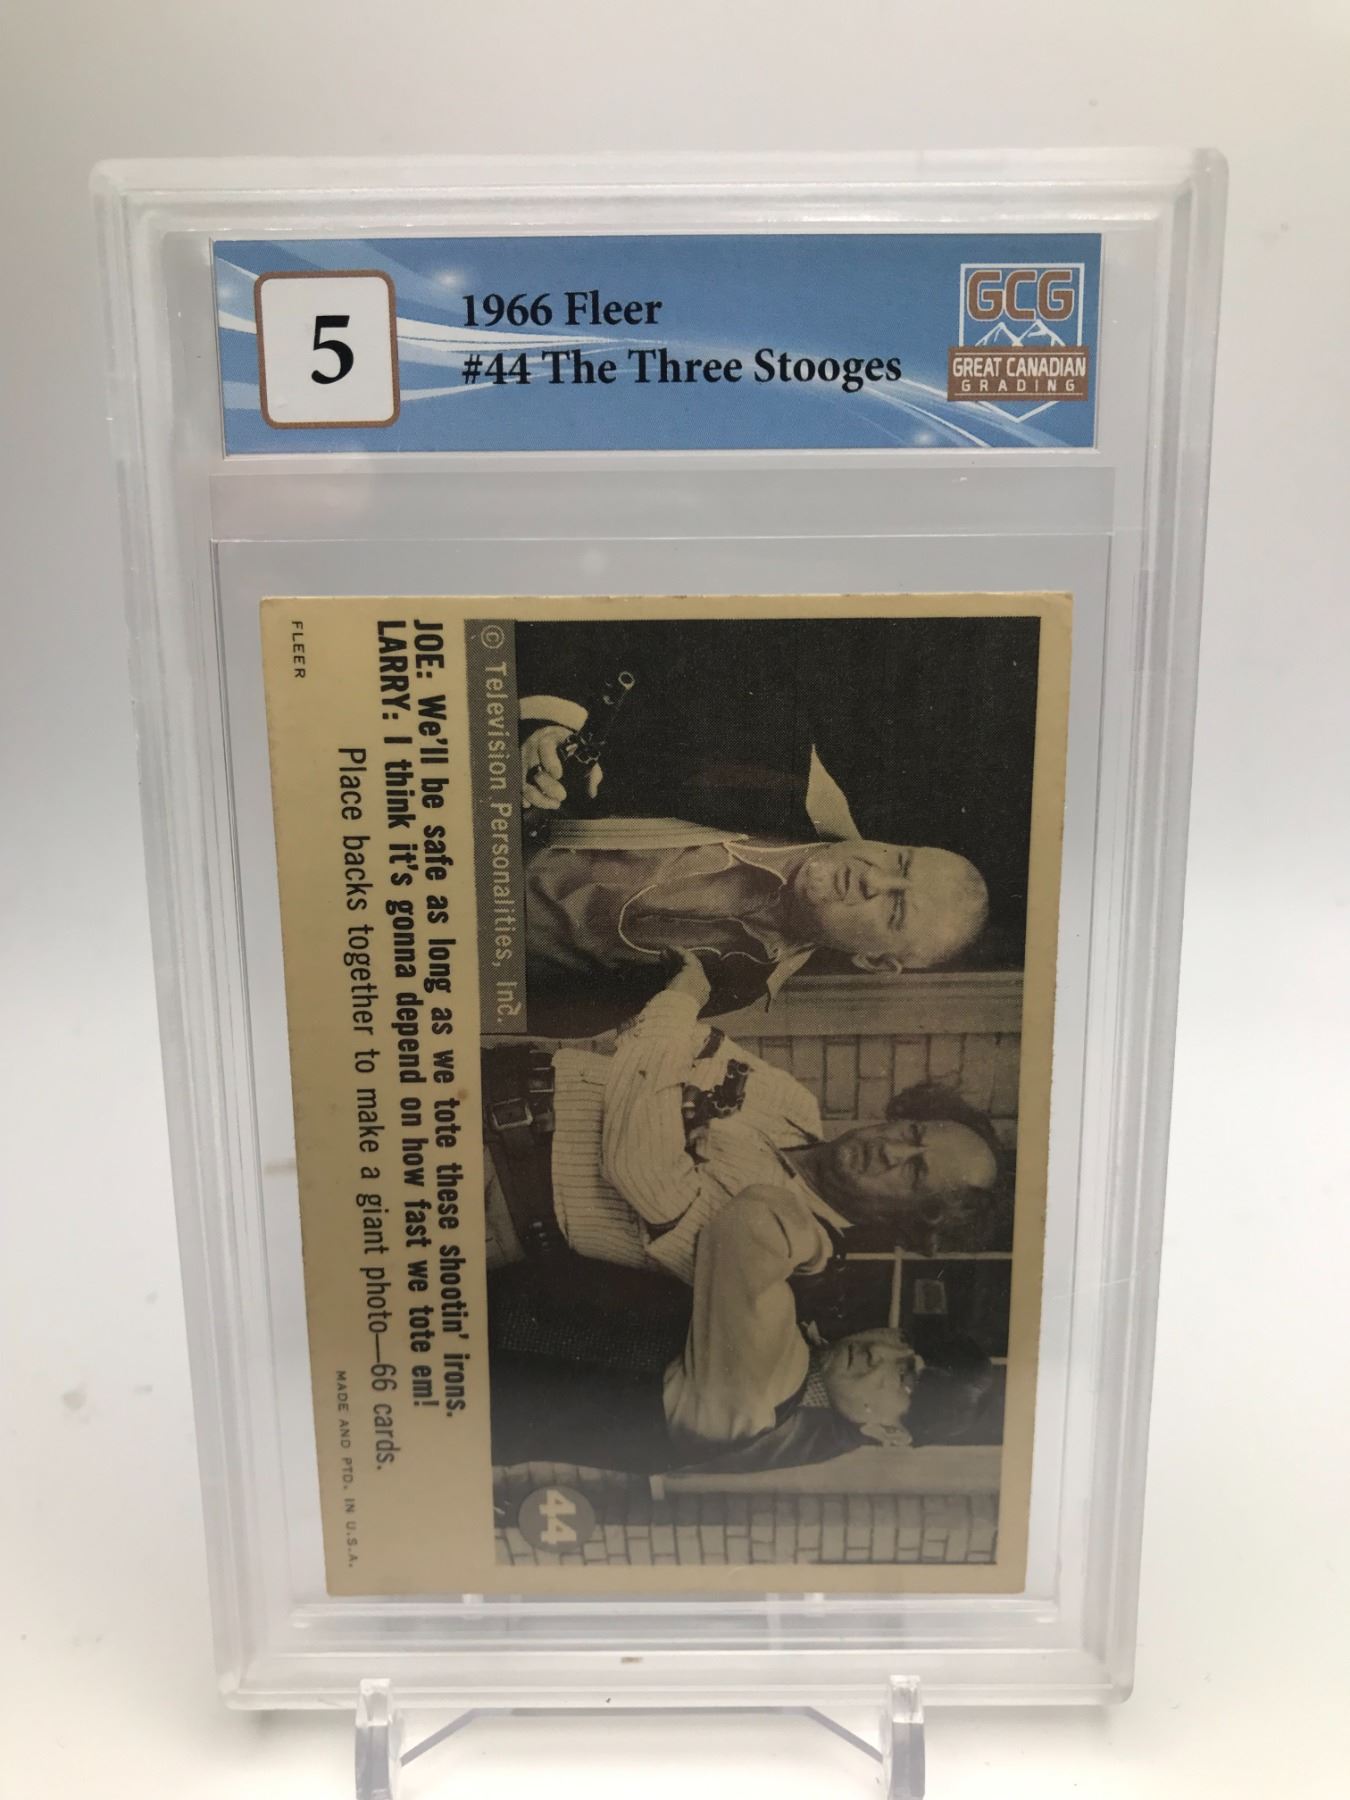 5
1966 Fleer
#44 The Three Stooges
GCG
GREAT CANADIAN
GRADING
© Television Personalities, Inc.
44
JOE: We'll be safe as long as we tote these shootin' irons.
LARRY: I think it's gonna depend on how fast we tote em!
Place backs together to make a giant photo—66 cards.
FLEER
MADE AND PTD. IN U.S.A.